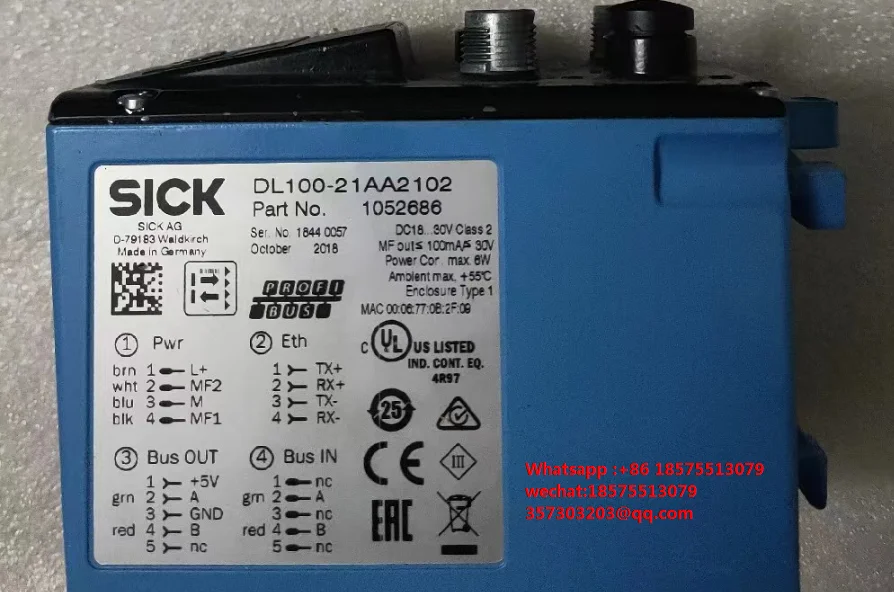 SICK
SICK AG
D-79183 Waldkirch
Made in Germany
DL100-21AA2102
Part No. 1052686
Ser. No. 1844 0057
October 2018
DC18...30V Class 2
MF out≤ 100mA≤ 30V
Power Con. max. 6W
Ambient max. +55°C
Enclosure Type 1
MAC 00:06:77:0B:2F:09
PROFI
BUS
C UL US LISTED
IND. CONT. EQ.
4R97
1 Pwr
brn 1 L+
wht 2 MF2
blu 3 M
blk 4 MF1
2 Eth
1 TX+
2 RX+
3 TX-
4 RX-
25
3 Bus OUT
1 +5V
grn 2 A
3 GND
red 4 B
5 nc
4 Bus IN
1 nc
grn 2 A
3 nc
red 4 B
5 nc
CE
III
EAC
Whatsapp :+86 18575513079
wechat:18575513079
357303203@qq.com